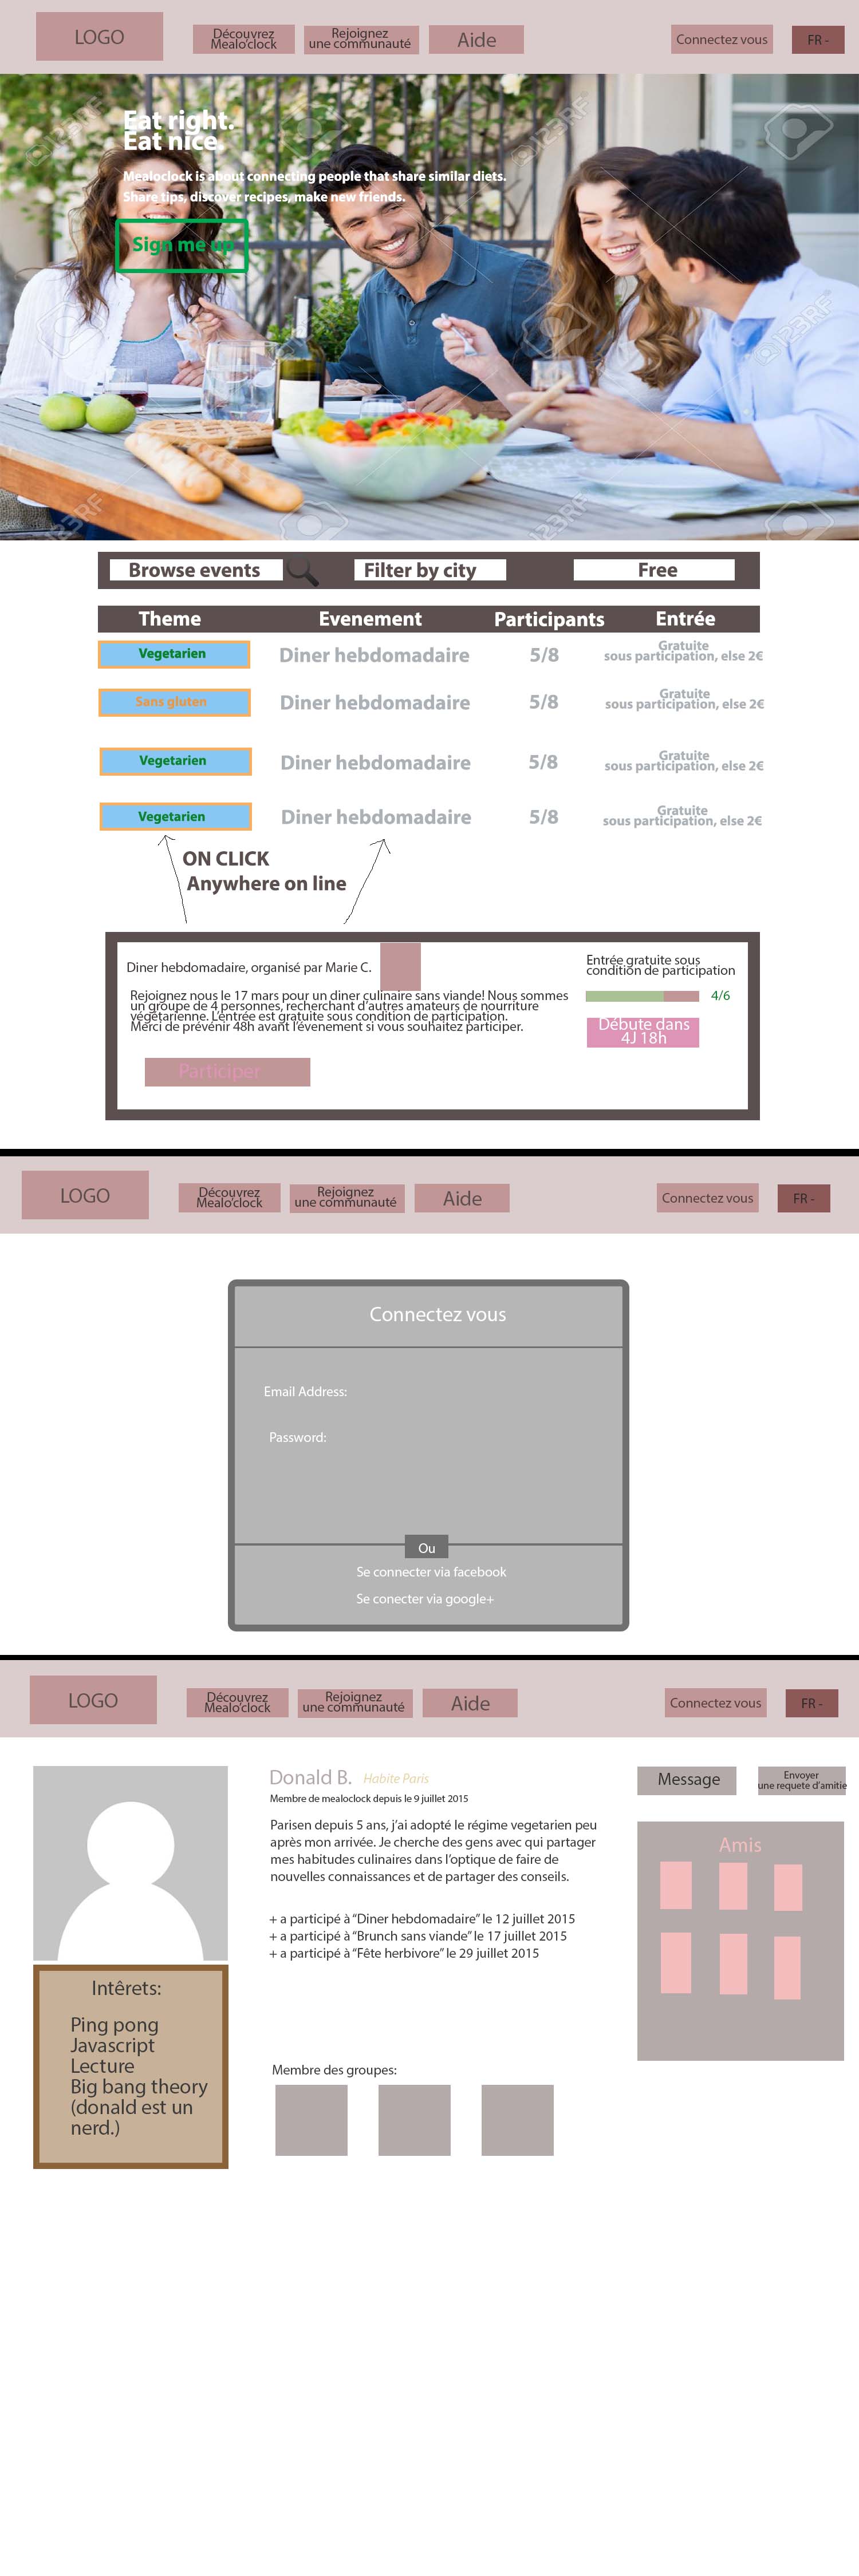 LOGO
Découvrez
Mealo'clock
Rejoignez
une communauté
Aide
Connectez vous
FR -
Eat right.
Eat nice.
Mealoclock is about connecting people that share similar diets.
Share tips, discover recipes, make new friends.
Sign me up
123RF
123RF
123RF
123RF
123RF
Browse events
Filter by city
Free
Theme
Evenement
Participants
Entrée
Vegetarien
Diner hebdomadaire
5/8
Gratuite
sous participation, else 2€
Sans gluten
Diner hebdomadaire
5/8
Gratuite
sous participation, else 2€
Vegetarien
Diner hebdomadaire
5/8
Gratuite
sous participation, else 2€
Vegetarien
Diner hebdomadaire
5/8
Gratuite
sous participation, else 2€
ON CLICK
Anywhere on line
Diner hebdomadaire, organisé par Marie C.
Rejoignez nous le 17 mars pour un diner culinaire sans viande! Nous sommes
un groupe de 4 personnes, recherchant d'autres amateurs de nourriture
végétarienne. L'entrée est gratuite sous condition de participation.
Merci de prévenir 48h avant l'évenement si vous souhaitez participer.
Participer
Entrée gratuite sous
condition de participation
4/6
Débute dans
4J 18h
LOGO
Découvrez
Mealo'clock
Rejoignez
une communauté
Aide
Connectez vous
FR -
Connectez vous
Email Address:
Password:
Ou
Se connecter via facebook
Se conecter via google+
LOGO
Découvrez
Mealo'clock
Rejoignez
une communauté
Aide
Connectez vous
FR -
Donald B. Habite Paris
Membre de mealoclock depuis le 9 juillet 2015
Parisen depuis 5 ans, j'ai adopté le régime vegetarien peu
après mon arrivée. Je cherche des gens avec qui partager
mes habitudes culinaires dans l'optique de faire de
nouvelles connaissances et de partager des conseils.
+ a participé à "Diner hebdomadaire" le 12 juillet 2015
+ a participé à "Brunch sans viande" le 17 juillet 2015
+ a participé à "Fête herbivore" le 29 juillet 2015
Membre des groupes:
Message
Envoyer
une requete d'amitie
Amis
Intêrets:
Ping pong
Javascript
Lecture
Big bang theory
(donald est un
nerd.)